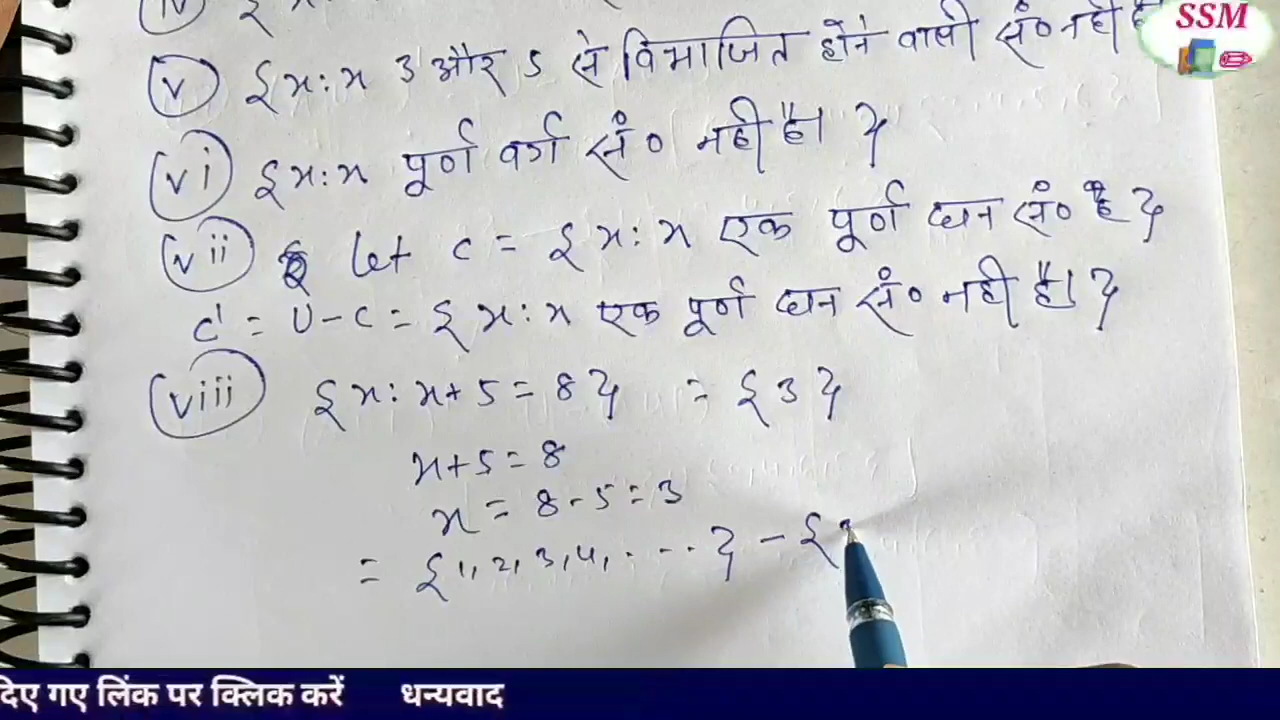 (iv) { x:
SSM
(v) { x : x 3 और 5 से विभाजित होने वाली सं० नही है
(vi) { x : x पूर्ण वर्ग सं० नही है। }
(vii) let C = { x : x एक पूर्ण घन सं० है }
C' = U - C = { x : x एक पूर्ण घन सं० नही है। }
(viii) { x : x + 5 = 8 } = { 3 }
x + 5 = 8
x = 8 - 5 = 3
= { 1, 2, 3, 4, ..... } - {
दिए गए लिंक पर क्लिक करें धन्यवाद